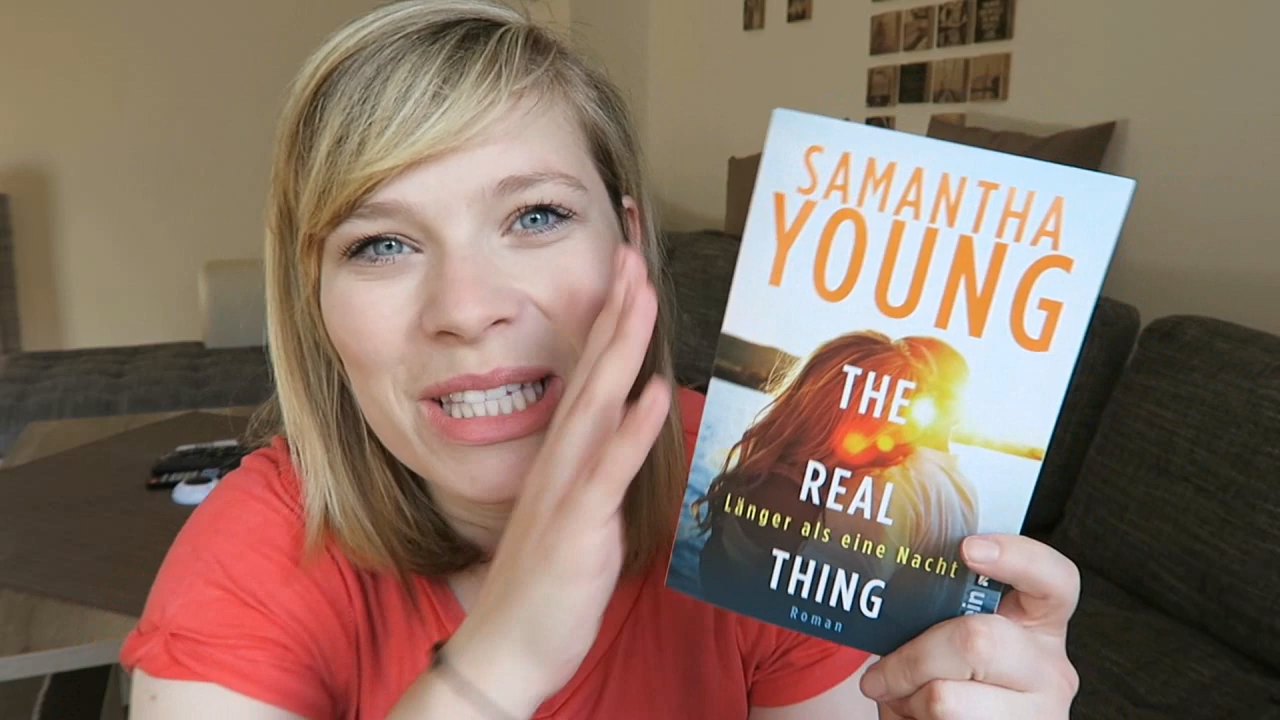 SAMANTHA
YOUNG
THE
REAL
Länger als eine Nacht
THING
Roman